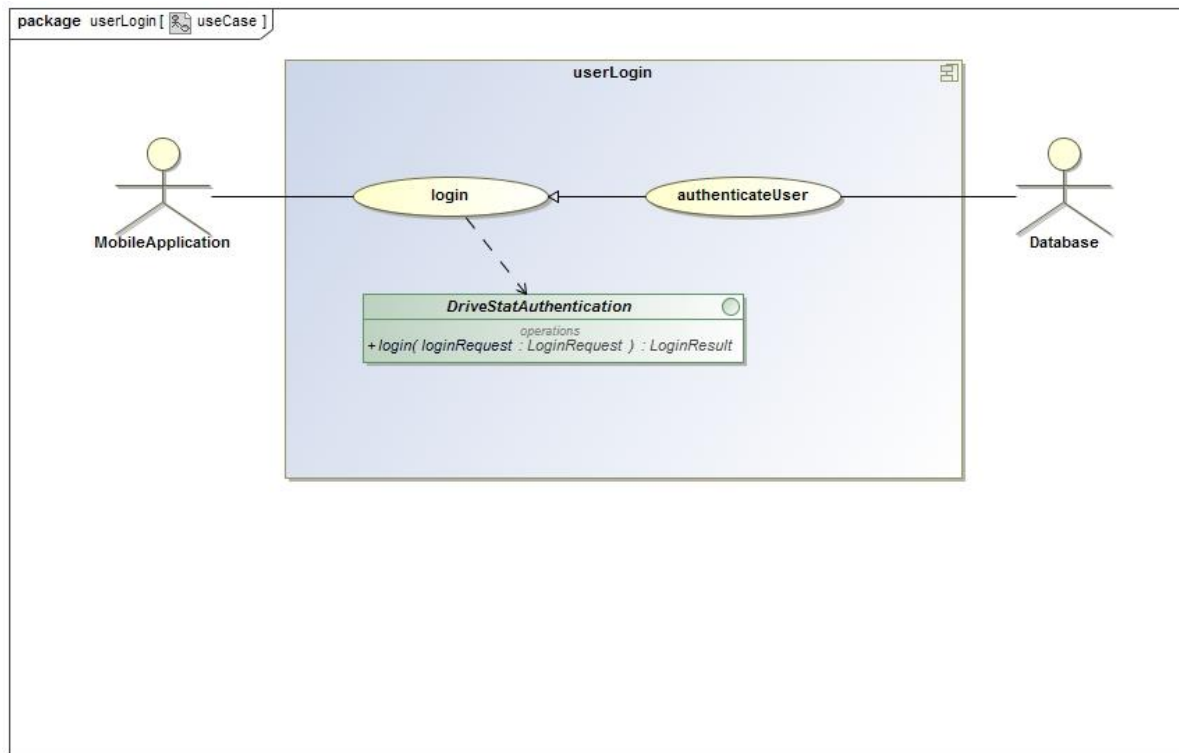 package userLogin [ useCase ]
userLogin
login
authenticateUser
MobileApplication
Database
DriveStatAuthentication
operations
+login( loginRequest : LoginRequest ) : LoginResult